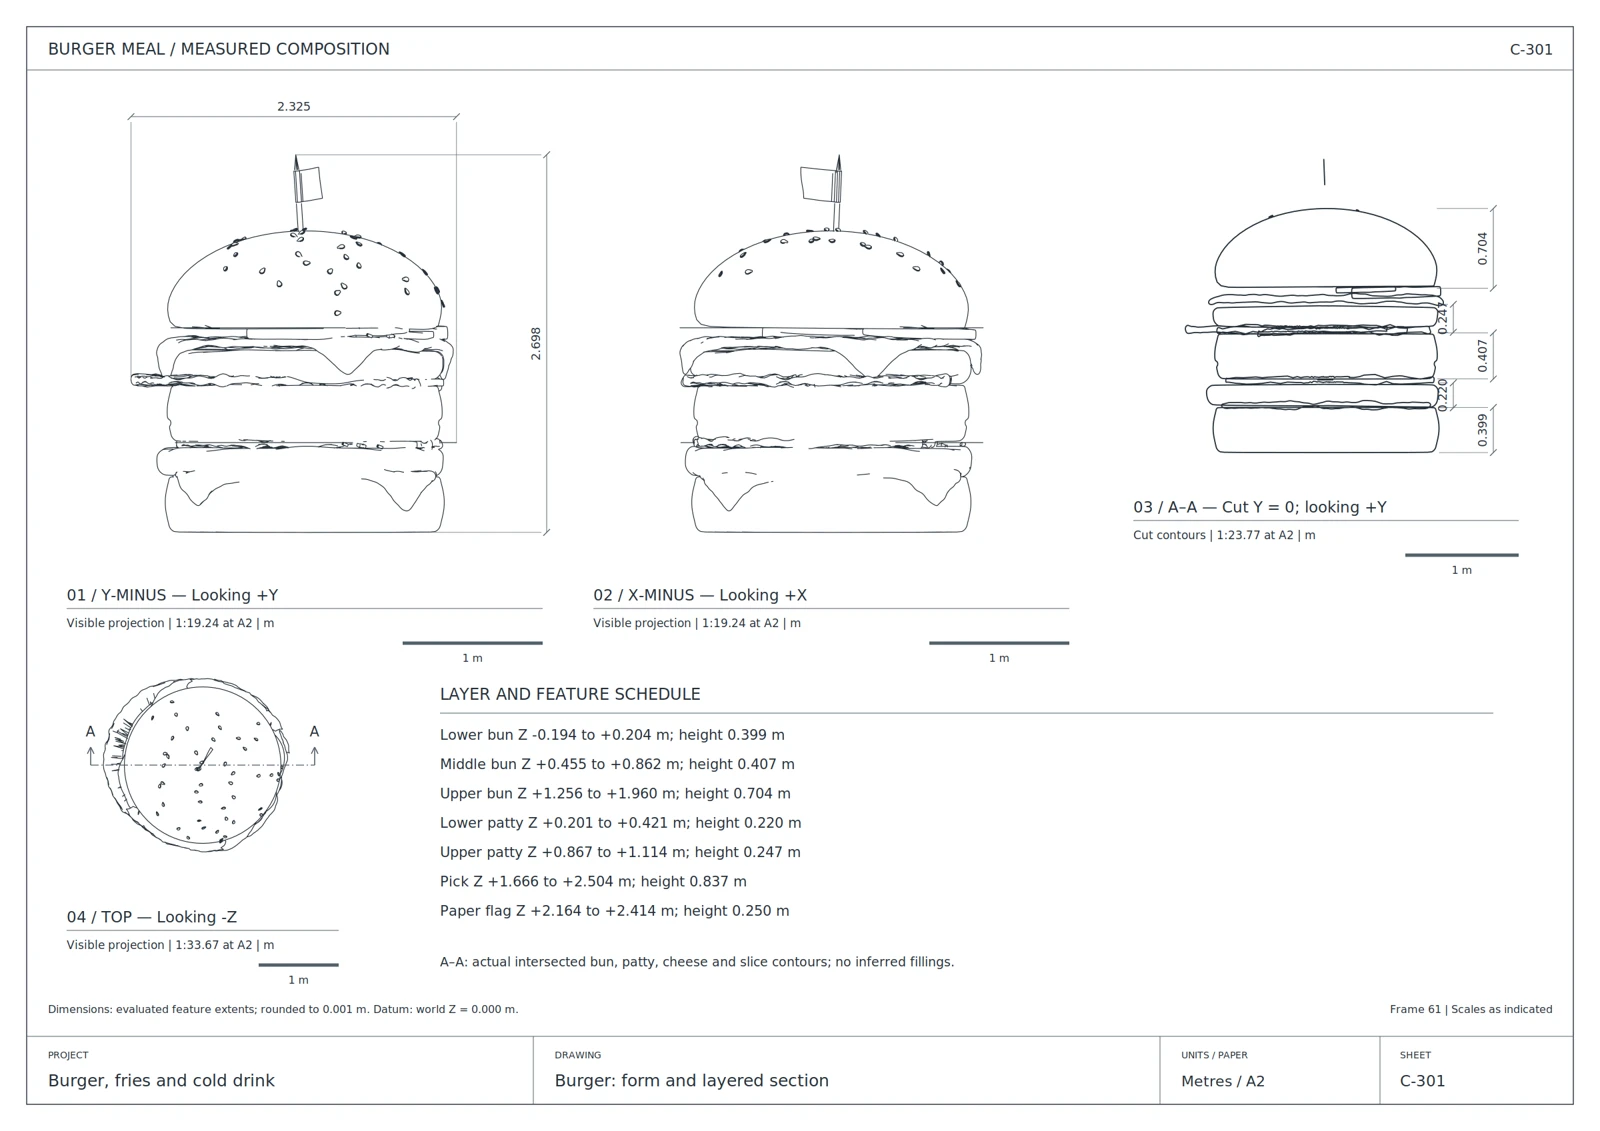 BURGER MEAL / MEASURED COMPOSITION
C-301
2.325
2.698
0.704
0.247
0.407
0.220
0.399
03 / A–A — Cut Y = 0; looking +Y
Cut contours | 1:23.77 at A2 | m
1 m
01 / Y-MINUS — Looking +Y
Visible projection | 1:19.24 at A2 | m
1 m
02 / X-MINUS — Looking +X
Visible projection | 1:19.24 at A2 | m
1 m
A
A
04 / TOP — Looking -Z
Visible projection | 1:33.67 at A2 | m
1 m
LAYER AND FEATURE SCHEDULE
Lower bun Z -0.194 to +0.204 m; height 0.399 m
Middle bun Z +0.455 to +0.862 m; height 0.407 m
Upper bun Z +1.256 to +1.960 m; height 0.704 m
Lower patty Z +0.201 to +0.421 m; height 0.220 m
Upper patty Z +0.867 to +1.114 m; height 0.247 m
Pick Z +1.666 to +2.504 m; height 0.837 m
Paper flag Z +2.164 to +2.414 m; height 0.250 m
A–A: actual intersected bun, patty, cheese and slice contours; no inferred fillings.
Dimensions: evaluated feature extents; rounded to 0.001 m. Datum: world Z = 0.000 m.
Frame 61 | Scales as indicated
PROJECT
Burger, fries and cold drink
DRAWING
Burger: form and layered section
UNITS / PAPER
Metres / A2
SHEET
C-301